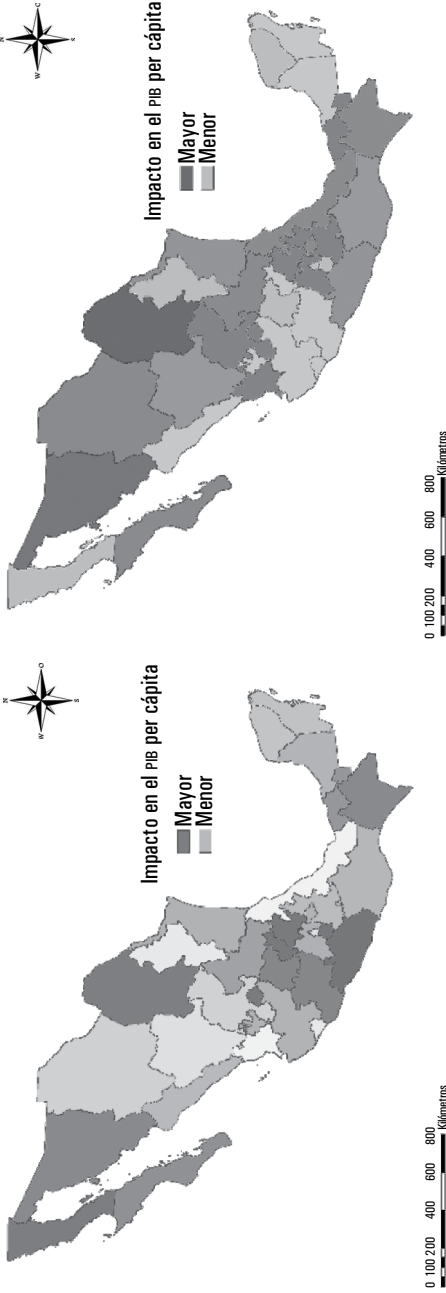 N
W
C
S
Impacto en el PIB per cápita
Mayor
Menor
0 100 200 400 600 800
Kilómetros
N
W
O
S
Impacto en el PIB per cápita
Mayor
Menor
0 100 200 400 600 800
Kilómetros